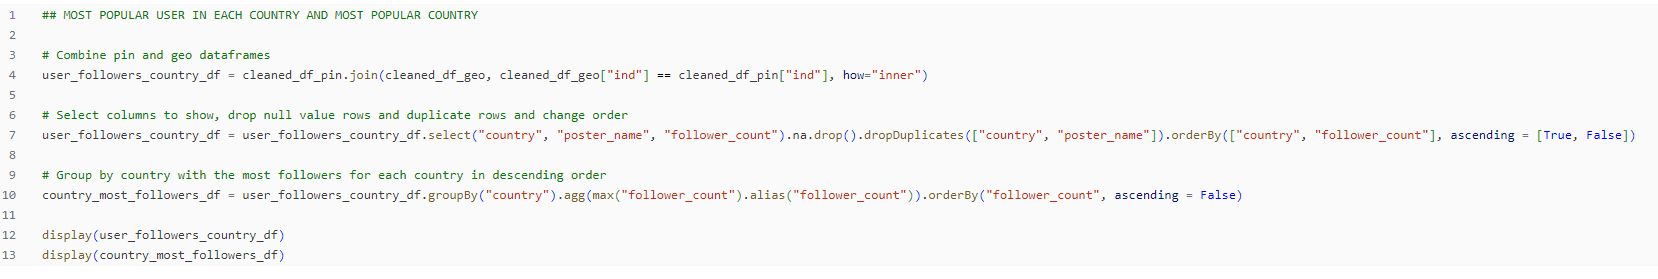 1 ## MOST POPULAR USER IN EACH COUNTRY AND MOST POPULAR COUNTRY
2
3 # Combine pin and geo dataframes
4 user_followers_country_df = cleaned_df_pin.join(cleaned_df_geo, cleaned_df_geo["ind"] == cleaned_df_pin["ind"], how="inner")
5
6 # Select columns to show, drop null value rows and duplicate rows and change order
7 user_followers_country_df = user_followers_country_df.select("country", "poster_name", "follower_count").na.drop().dropDuplicates(["country", "poster_name"]).orderBy(["country", "follower_count"], ascending = [True, False])
8
9 # Group by country with the most followers for each country in descending order
10 country_most_followers_df = user_followers_country_df.groupBy("country").agg(max("follower_count").alias("follower_count")).orderBy("follower_count", ascending = False)
11
12 display(user_followers_country_df)
13 display(country_most_followers_df)